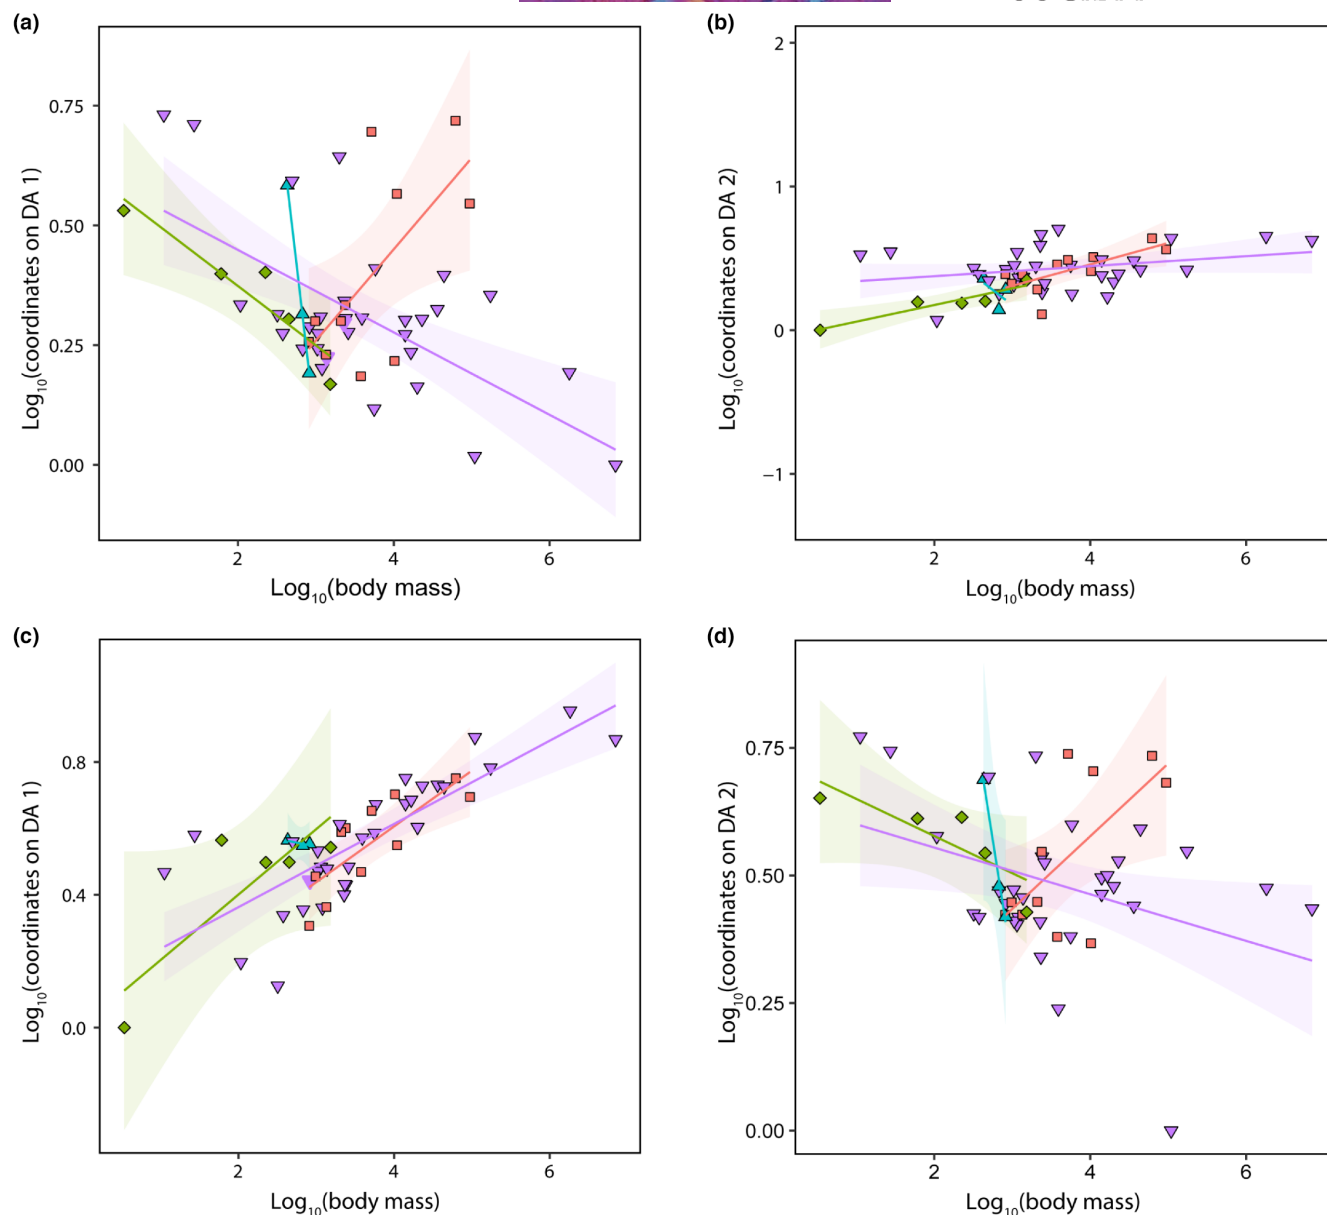 (a)
0.75
0.50
0.25
0.00
Log10(coordinates on DA 1)
2 4 6
Log10(body mass)
(b)
2
1
0
−1
Log10(coordinates on DA 2)
2 4 6
Log10(body mass)
(c)
0.8
0.4
0.0
Log10(coordinates on DA 1)
2 4 6
Log10(body mass)
(d)
0.75
0.50
0.25
0.00
Log10(coordinates on DA 2)
2 4 6
Log10(body mass)